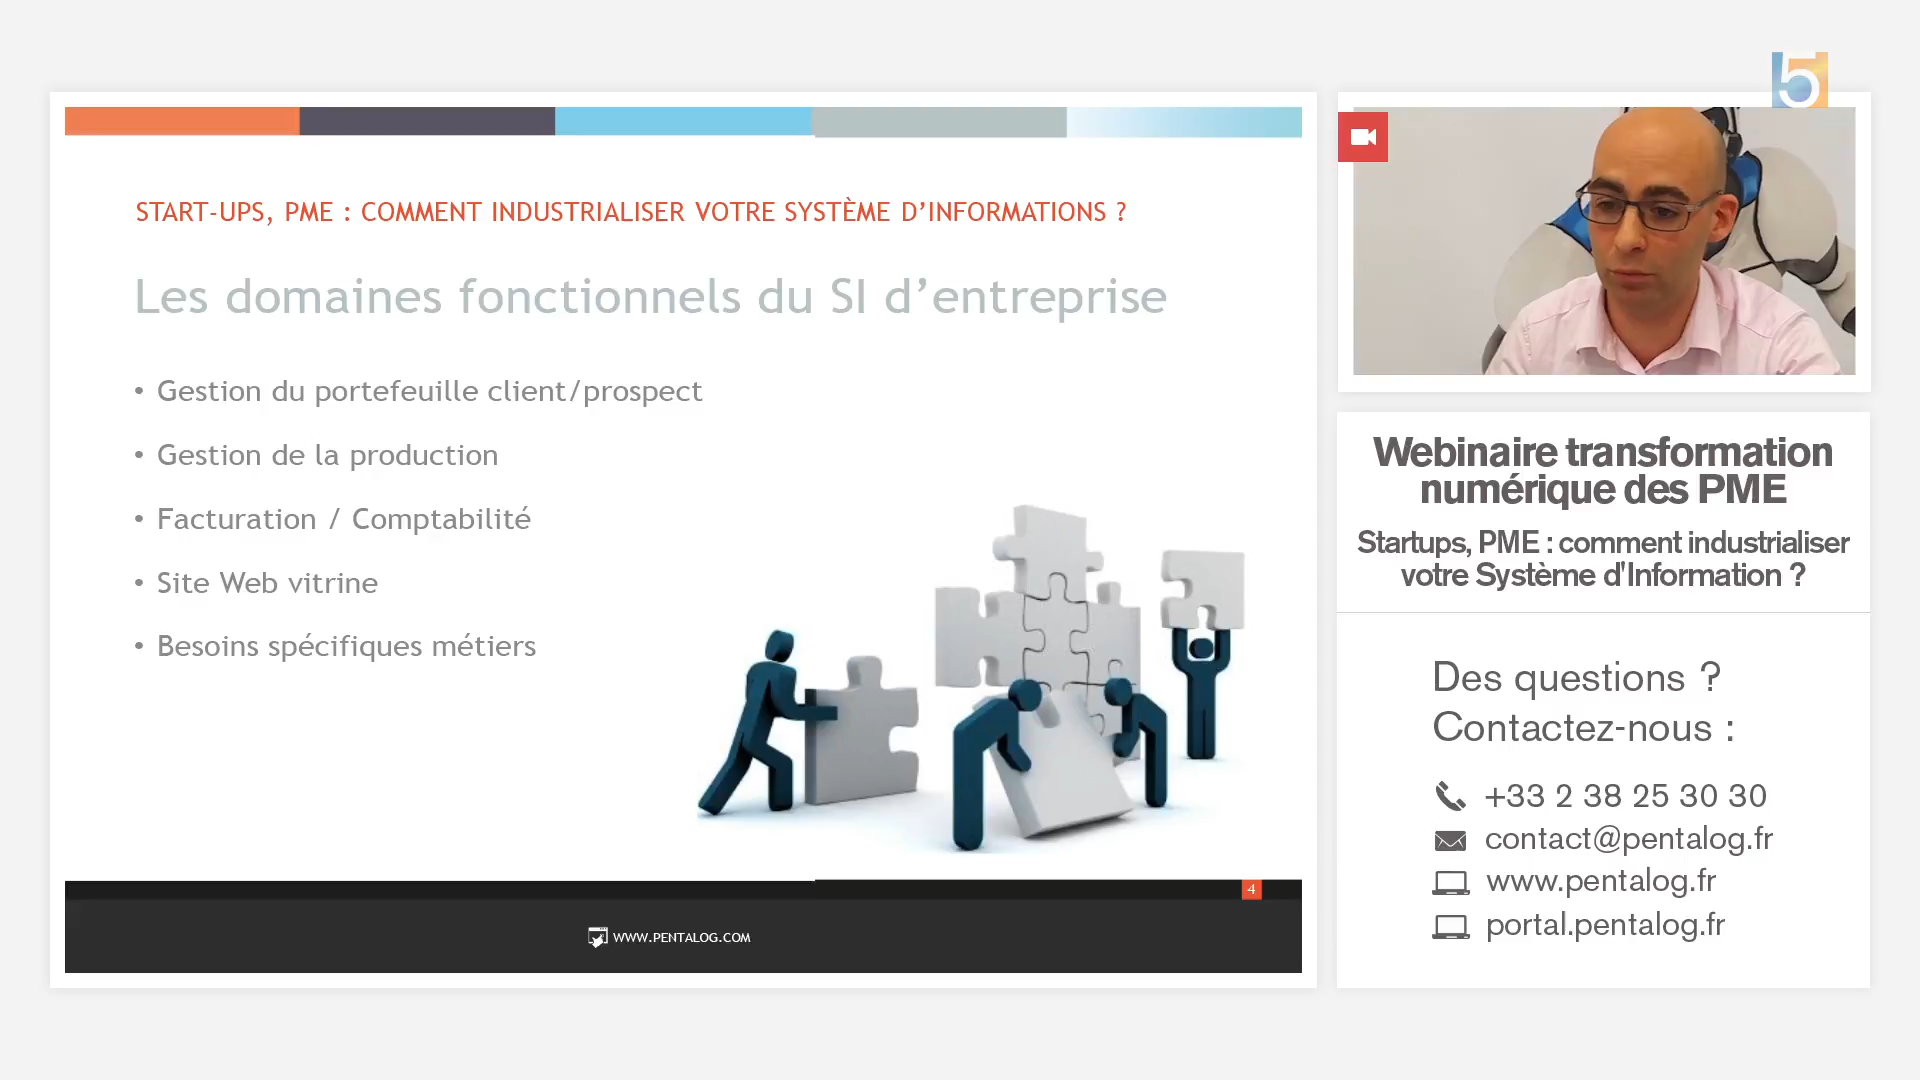 START-UPS, PME : COMMENT INDUSTRIALISER VOTRE SYSTÈME D’INFORMATIONS ?
Les domaines fonctionnels du SI d’entreprise
• Gestion du portefeuille client/prospect
• Gestion de la production
• Facturation / Comptabilité
• Site Web vitrine
• Besoins spécifiques métiers
4
WWW.PENTALOG.COM
5
Webinaire transformation
numérique des PME
Startups, PME : comment industrialiser
votre Système d'Information ?
Des questions ?
Contactez-nous :
+33 2 38 25 30 30
contact@pentalog.fr
www.pentalog.fr
portal.pentalog.fr